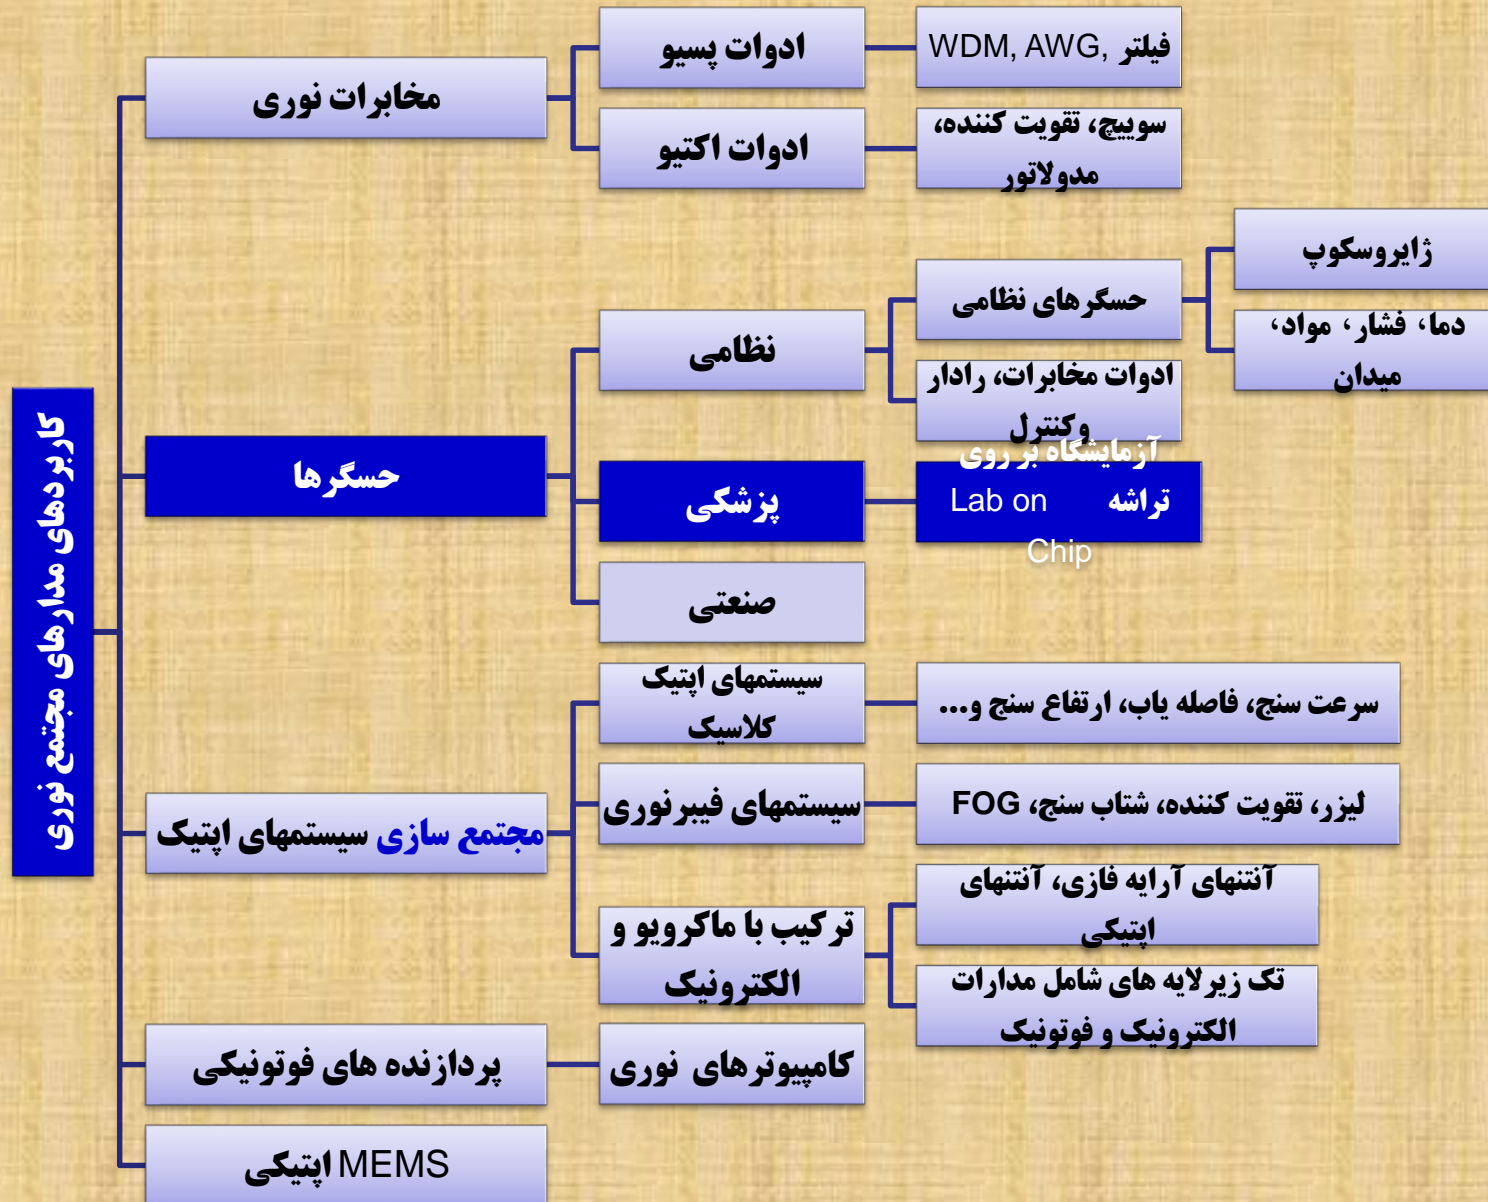 کاربردهای مدارهای مجتمع نوری
مخابرات نوری
ادوات پسیو
فیلتر ,WDM, AWG
ادوات اکتیو
سوییچ، تقویت کننده،
مدولاتور
حسگرها
نظامی
حسگرهای نظامی
ژایروسکوپ
دما، فشار، مواد،
میدان
ادوات مخابرات، رادار
وکنترل
پزشکی
آزمایشگاه بر روی
تراشه Lab on
Chip
صنعتی
مجتمع سازی سیستمهای اپتیک
سیستمهای اپتیک
کلاسیک
سرعت سنج، فاصله یاب، ارتفاع سنج و...
سیستمهای فیبرنوری
لیزر، تقویت کننده، شتاب سنج، FOG
ترکیب با ماکرویو و
الکترونیک
آنتنهای آرایه فازی، آنتنهای
اپتیکی
تک زیرلایه های شامل مدارات
الکترونیک و فوتونیک
پردازنده های فوتونیکی
کامپیوترهای نوری
MEMS اپتیکی